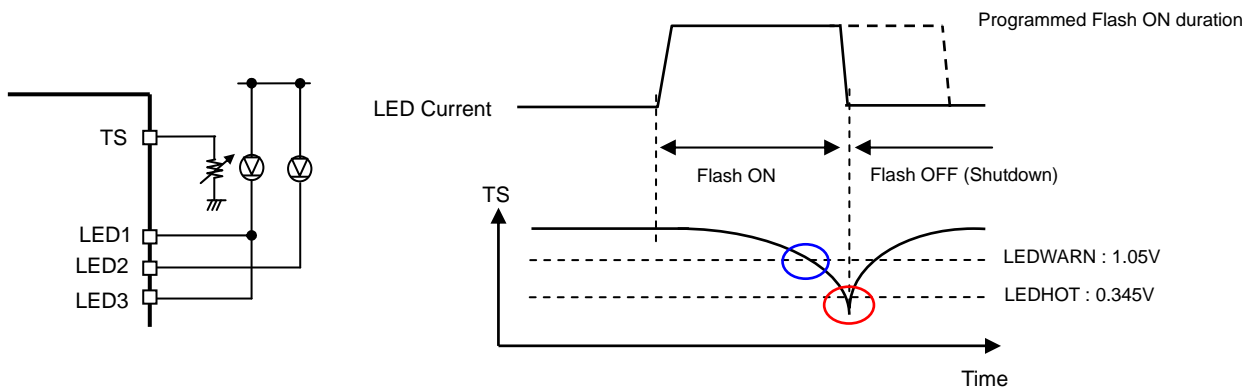 Programmed Flash ON duration
LED Current
TS
Flash ON
Flash OFF (Shutdown)
TS
LED1
LED2
LED3
LEDWARN : 1.05V
LEDHOT : 0.345V
Time